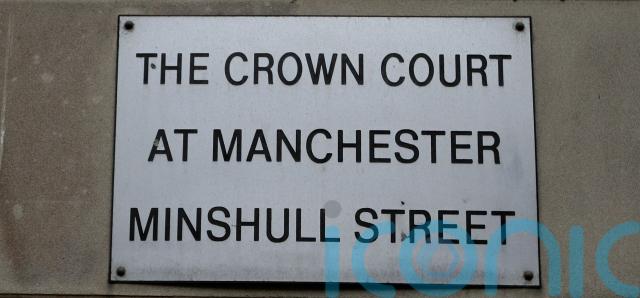 THE CROWN COURT
AT MANCHESTER
MINSHULL STREET
iconic